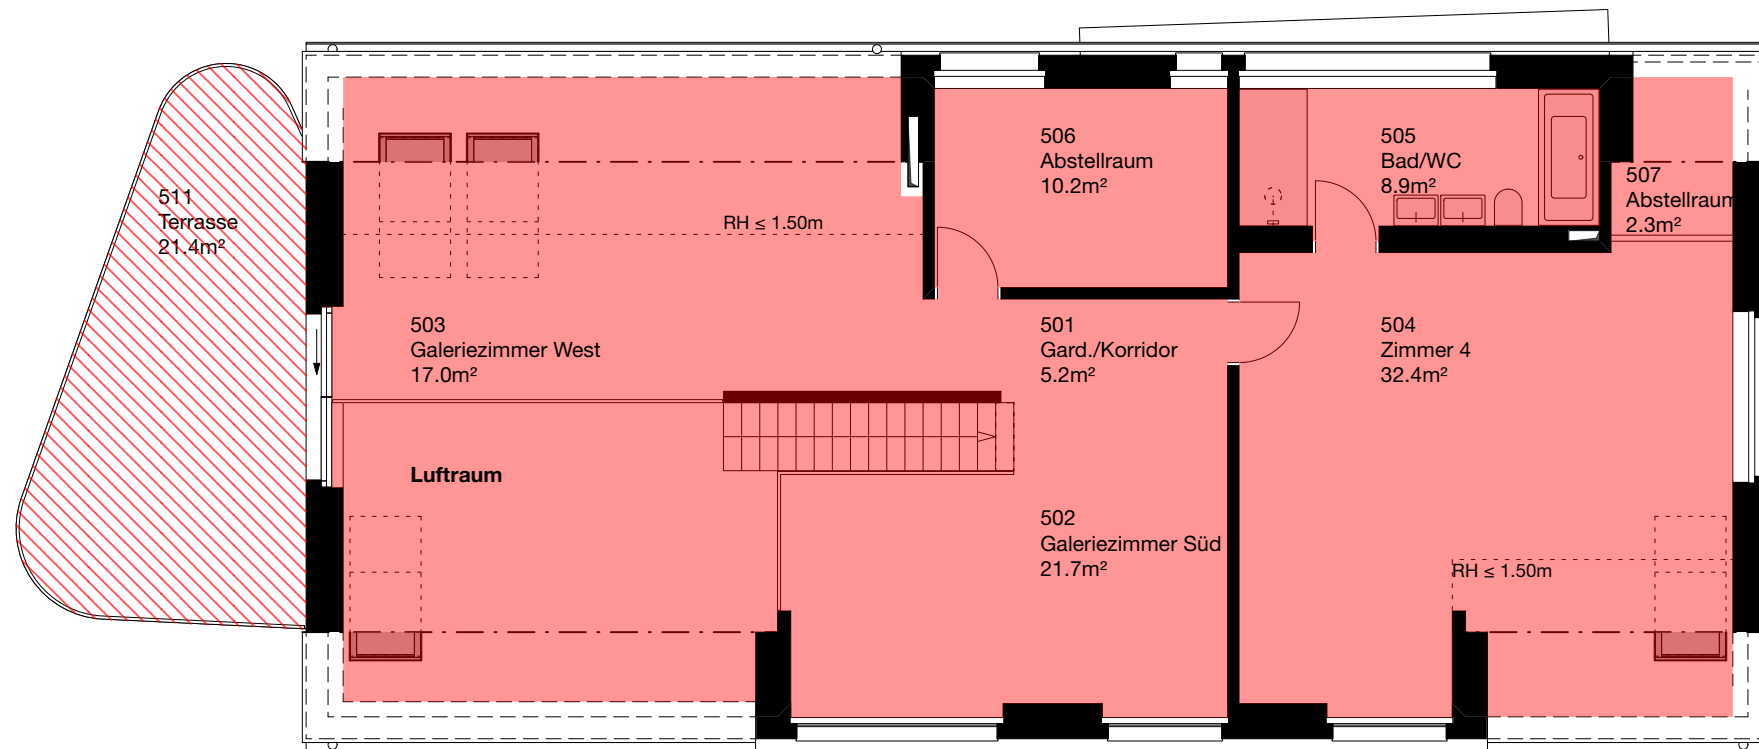 506
Abstellraum
10.2m²
505
Bad/WC
8.9m²
507
Abstellraum
2.3m²
511
Terrasse
21.4m²
RH ≤ 1.50m
503
Galeriezimmer West
17.0m²
501
Gard./Korridor
5.2m²
504
Zimmer 4
32.4m²
Luftraum
502
Galeriezimmer Süd
21.7m²
RH ≤ 1.50m